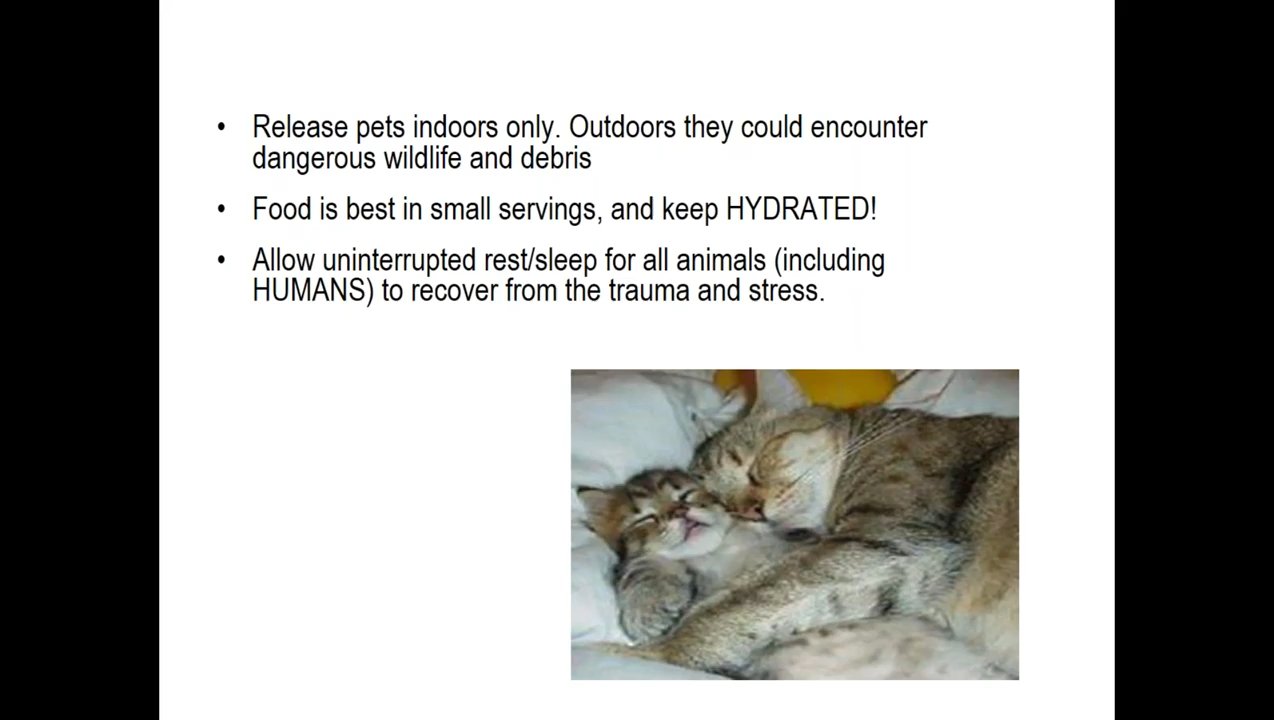 • Release pets indoors only. Outdoors they could encounter
dangerous wildlife and debris
• Food is best in small servings, and keep HYDRATED!
• Allow uninterrupted rest/sleep for all animals (including
HUMANS) to recover from the trauma and stress.